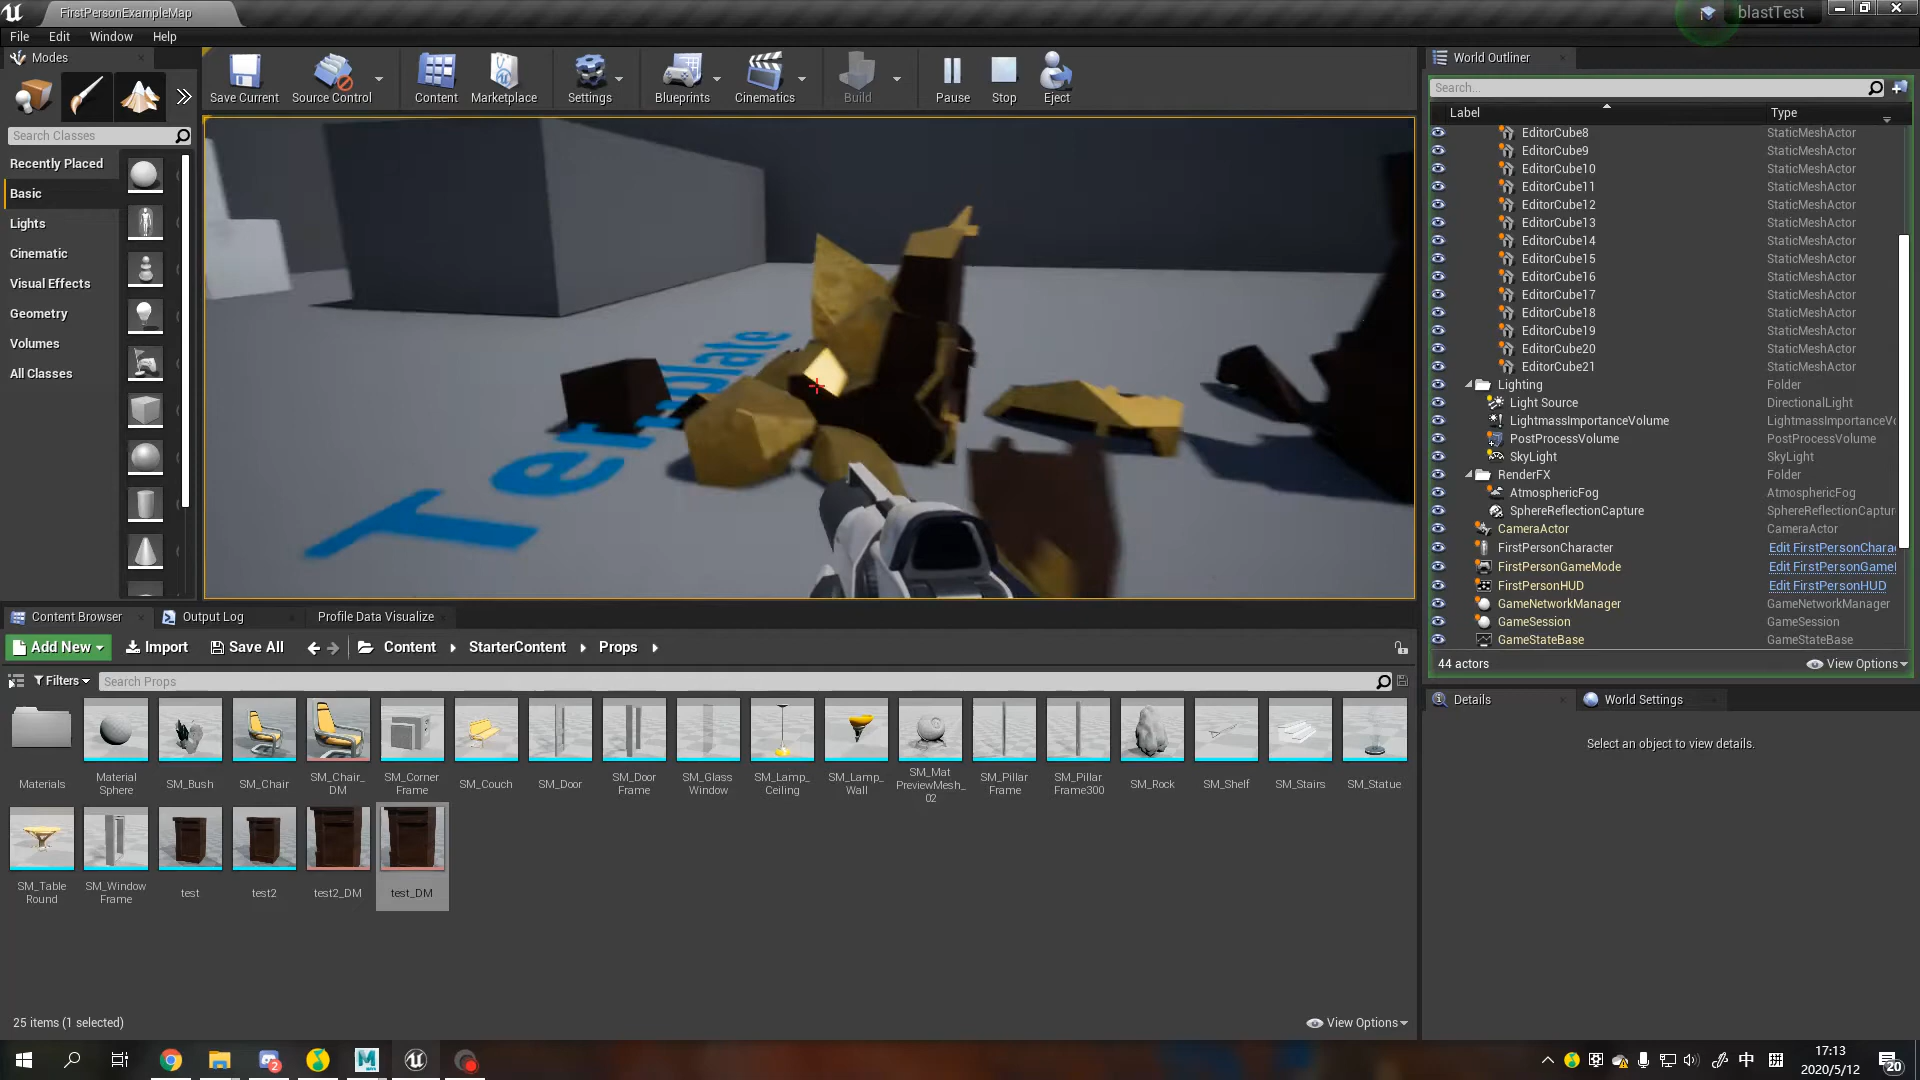 FirstPersonExampleMap
blastTest
File
Edit
Window
Help
Modes
Save Current
Source Control
Content
Marketplace
Settings
Blueprints
Cinematics
Build
Pause
Stop
Eject
Search Classes
Recently Placed
Basic
Lights
Cinematic
Visual Effects
Geometry
Volumes
All Classes
Template
World Outliner
Search...
Label
Type
EditorCube8 StaticMeshActor
EditorCube9 StaticMeshActor
EditorCube10 StaticMeshActor
EditorCube11 StaticMeshActor
EditorCube12 StaticMeshActor
EditorCube13 StaticMeshActor
EditorCube14 StaticMeshActor
EditorCube15 StaticMeshActor
EditorCube16 StaticMeshActor
EditorCube17 StaticMeshActor
EditorCube18 StaticMeshActor
EditorCube19 StaticMeshActor
EditorCube20 StaticMeshActor
EditorCube21 StaticMeshActor
Lighting Folder
Light Source DirectionalLight
LightmassImportanceVolume LightmassImportanceVo
PostProcessVolume PostProcessVolume
SkyLight SkyLight
RenderFX Folder
AtmosphericFog AtmosphericFog
SphereReflectionCapture SphereReflectionCaptur
CameraActor CameraActor
FirstPersonCharacter Edit FirstPersonChara
FirstPersonGameMode Edit FirstPersonGameI
FirstPersonHUD Edit FirstPersonHUD
GameNetworkManager GameNetworkManager
GameSession GameSession
GameStateBase GameStateBase
44 actors
View Options
Details
World Settings
Select an object to view details.
Content Browser
Output Log
Profile Data Visualize
Add New
Import
Save All
Content
StarterContent
Props
Filters
Search Props
Materials
Material Sphere
SM_Bush
SM_Chair
SM_Chair_DM
SM_Corner Frame
SM_Couch
SM_Door
SM_Door Frame
SM_Glass Window
SM_Lamp_Ceiling
SM_Lamp_Wall
SM_Mat PreviewMesh_02
SM_Pillar Frame
SM_Pillar Frame300
SM_Rock
SM_Shelf
SM_Stairs
SM_Statue
SM_Table Round
SM_Window Frame
test
test2
test2_DM
test_DM
25 items (1 selected)
View Options
2
M
中
拼
17:13
2020/5/12
20